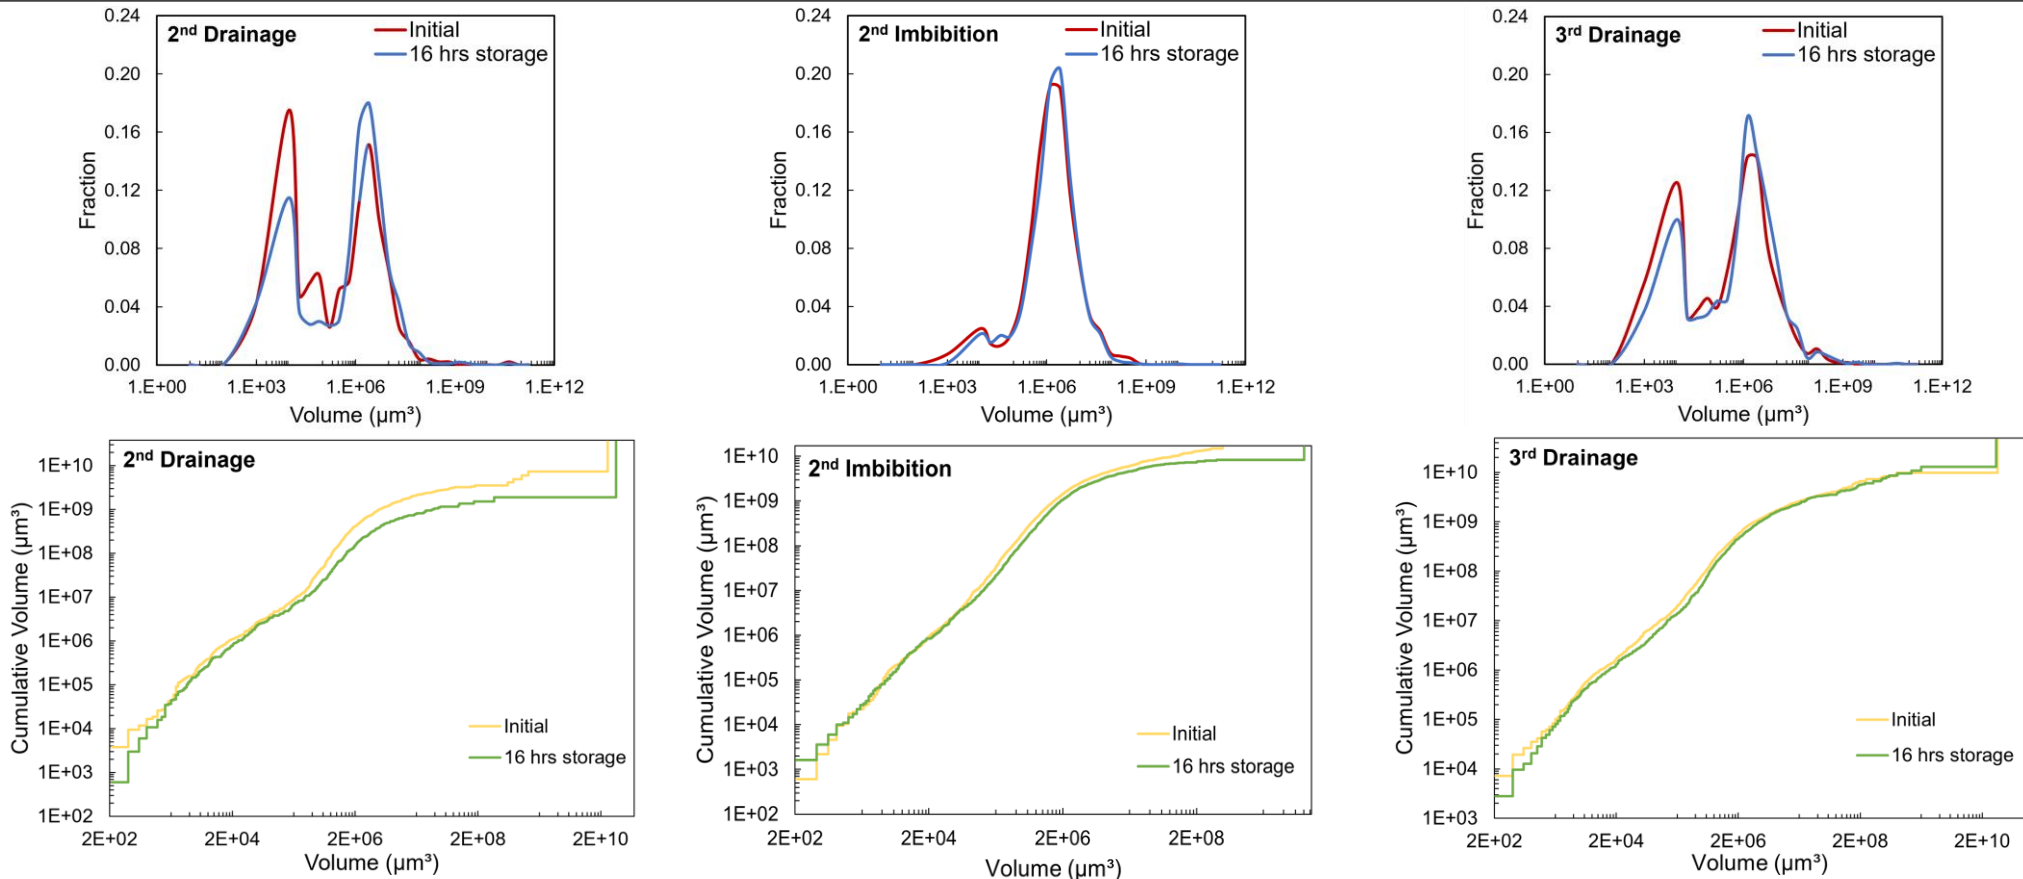 2nd Drainage
Initial
16 hrs storage
0.24
0.20
0.16
0.12
0.08
0.04
0.00
Fraction
1.E+00 1.E+03 1.E+06 1.E+09 1.E+12
Volume (µm³)
2nd Imbibition
Initial
16 hrs storage
0.24
0.20
0.16
0.12
0.08
0.04
0.00
Fraction
1.E+00 1.E+03 1.E+06 1.E+09 1.E+12
Volume (µm³)
3rd Drainage
Initial
16 hrs storage
0.24
0.20
0.16
0.12
0.08
0.04
0.00
Fraction
1.E+00 1.E+03 1.E+06 1.E+09 1.E+12
Volume (µm³)
2nd Drainage
1E+10
1E+09
1E+08
1E+07
1E+06
1E+05
1E+04
1E+03
1E+02
Cumulative Volume (µm³)
Initial
16 hrs storage
2E+02 2E+04 2E+06 2E+08 2E+10
Volume (µm³)
2nd Imbibition
1E+10
1E+09
1E+08
1E+07
1E+06
1E+05
1E+04
1E+03
1E+02
Cumulative Volume (µm³)
Initial
16 hrs storage
2E+02 2E+04 2E+06 2E+08
Volume (µm³)
3rd Drainage
1E+10
1E+09
1E+08
1E+07
1E+06
1E+05
1E+04
1E+03
Cumulative Volume (µm³)
Initial
16 hrs storage
2E+02 2E+04 2E+06 2E+08 2E+10
Volume (µm³)